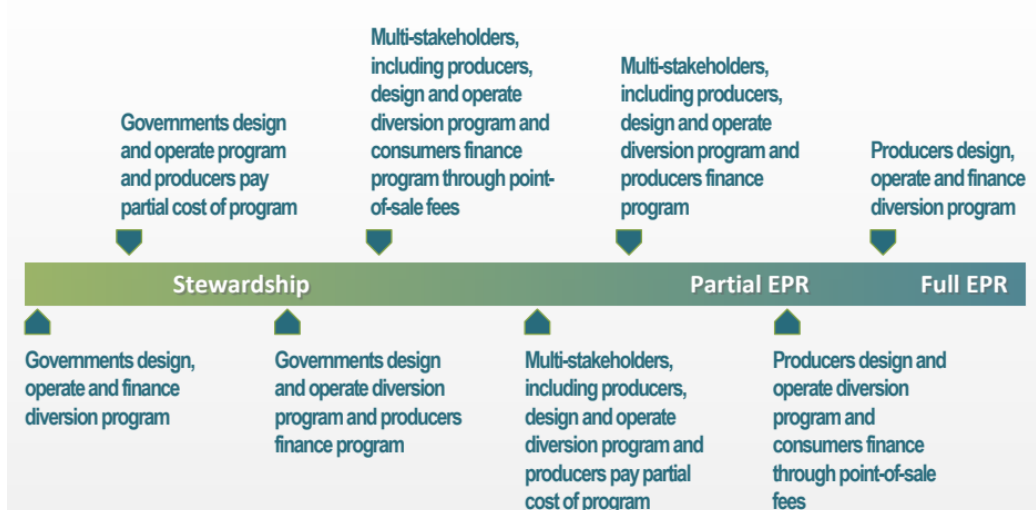 Governments design
and operate program
and producers pay
partial cost of program
Multi-stakeholders,
including producers,
design and operate
diversion program and
consumers finance
program through point-
of-sale fees
Multi-stakeholders,
including producers,
design and operate
diversion program and
producers finance
program
Producers design,
operate and finance
diversion program
Stewardship
Partial EPR
Full EPR
Governments design,
operate and finance
diversion program
Governments design
and operate diversion
program and producers
finance program
Multi-stakeholders,
including producers,
design and operate
diversion program and
producers pay partial
cost of program
Producers design and
operate diversion
program and
consumers finance
through point-of-sale
fees